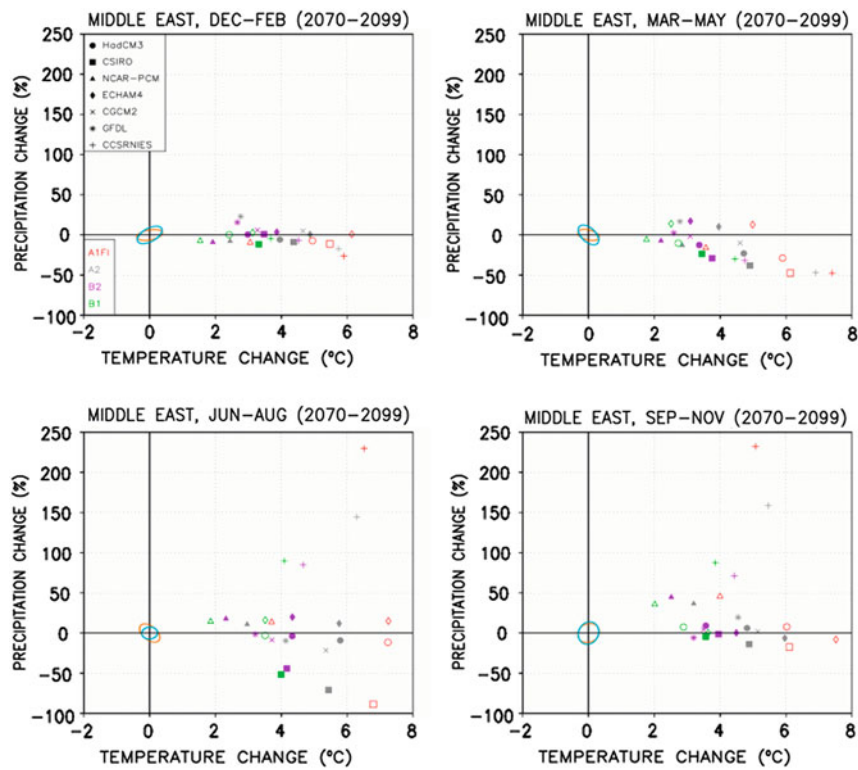 MIDDLE EAST, DEC-FEB (2070-2099)
PRECIPITATION CHANGE (%)
250
200
150
100
50
0
-50
-100
HadCM3
CSIRO
NCAR-PCM
ECHAM4
CGCM2
GFDL
CCSRNIES
A1FI
A2
B2
B1
-2 0 2 4 6 8
TEMPERATURE CHANGE (ºC)
MIDDLE EAST, MAR-MAY (2070-2099)
PRECIPITATION CHANGE (%)
250
200
150
100
50
0
-50
-100
-2 0 2 4 6 8
TEMPERATURE CHANGE (ºC)
MIDDLE EAST, JUN-AUG (2070-2099)
PRECIPITATION CHANGE (%)
250
200
150
100
50
0
-50
-100
-2 0 2 4 6 8
TEMPERATURE CHANGE (ºC)
MIDDLE EAST, SEP-NOV (2070-2099)
PRECIPITATION CHANGE (%)
250
200
150
100
50
0
-50
-100
-2 0 2 4 6 8
TEMPERATURE CHANGE (ºC)